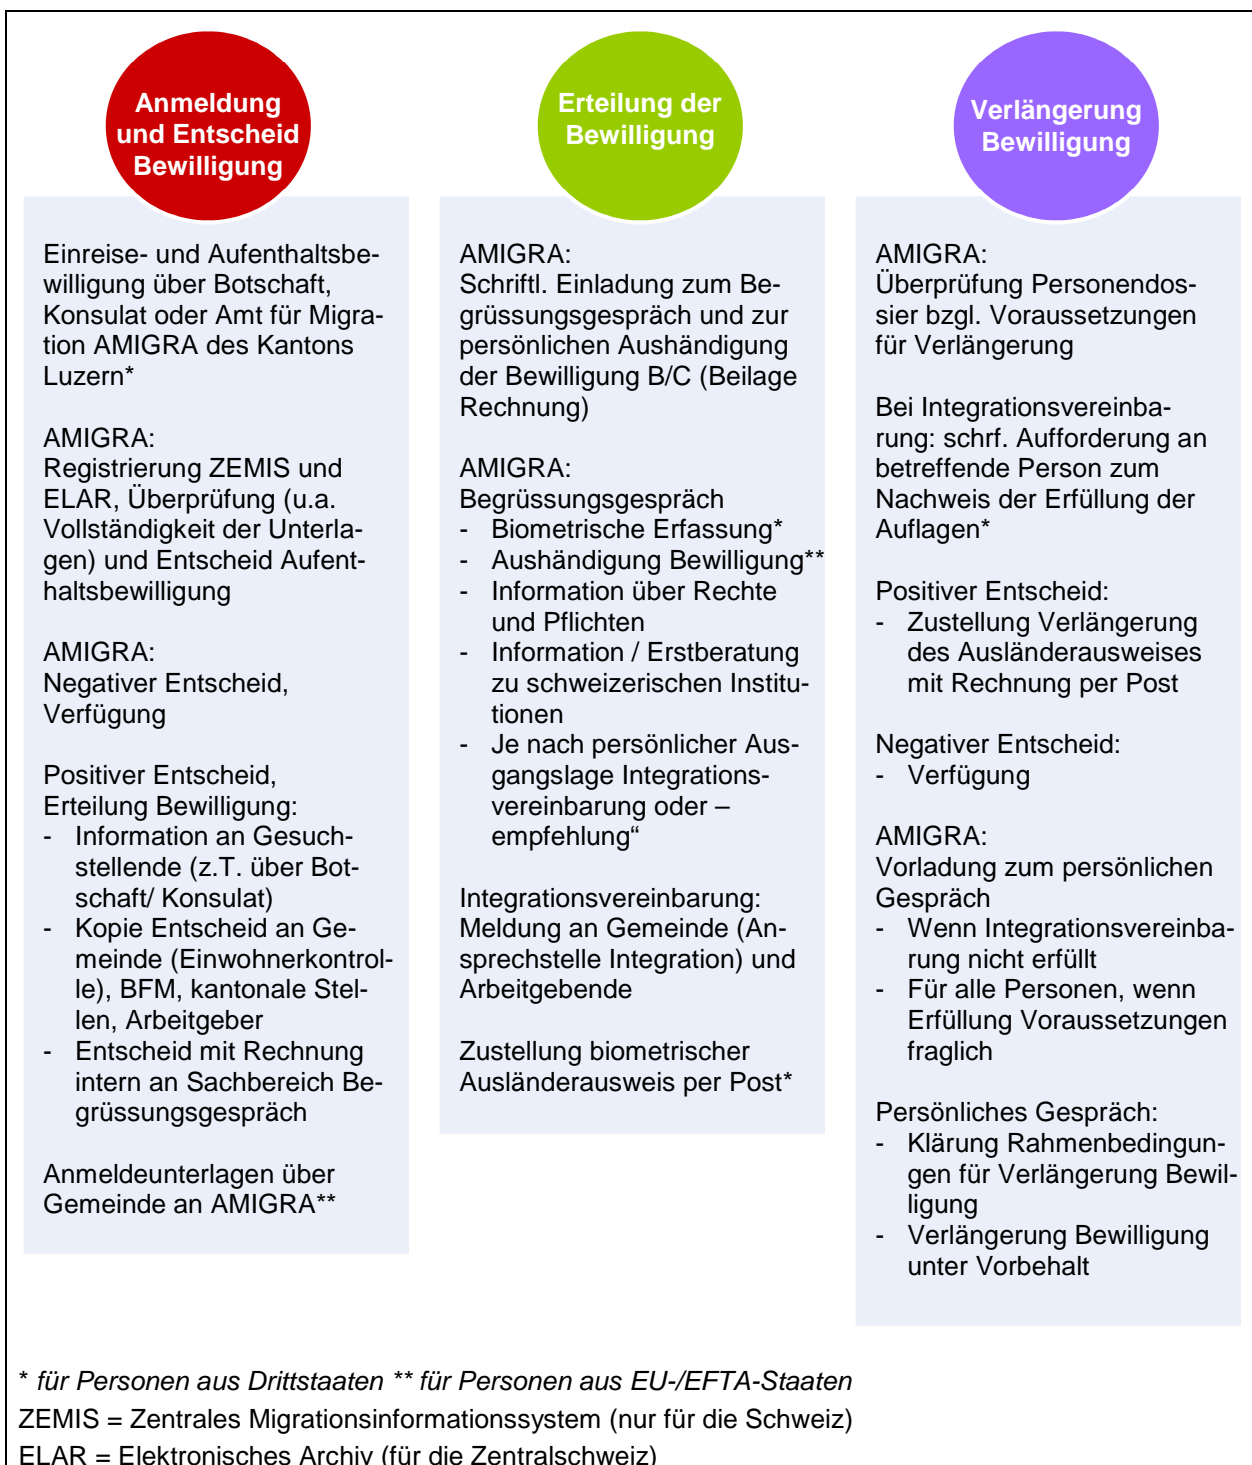 Anmeldung
und Entscheid
Bewilligung
Einreise- und Aufenthaltsbe-
willigung über Botschaft,
Konsulat oder Amt für Migra-
tion AMIGRA des Kantons
Luzern*
AMIGRA:
Registrierung ZEMIS und
ELAR, Überprüfung (u.a.
Vollständigkeit der Unterla-
gen) und Entscheid Aufent-
haltsbewilligung
AMIGRA:
Negativer Entscheid,
Verfügung
Positiver Entscheid,
Erteilung Bewilligung:
- Information an Gesuch-
stellende (z.T. über Bot-
schaft/ Konsulat)
- Kopie Entscheid an Ge-
meinde (Einwohnerkontrol-
le), BFM, kantonale Stel-
len, Arbeitgeber
- Entscheid mit Rechnung
intern an Sachbereich Be-
grüssungsgespräch
Anmeldeunterlagen über
Gemeinde an AMIGRA**
Erteilung der
Bewilligung
AMIGRA:
Schriftl. Einladung zum Be-
grüssungsgespräch und zur
persönlichen Aushändigung
der Bewilligung B/C (Beilage
Rechnung)
AMIGRA:
Begrüssungsgespräch
- Biometrische Erfassung*
- Aushändigung Bewilligung**
- Information über Rechte
und Pflichten
- Information / Erstberatung
zu schweizerischen Institu-
tionen
- Je nach persönlicher Aus-
gangslage Integrations-
vereinbarung oder –
empfehlung“
Integrationsvereinbarung:
Meldung an Gemeinde (An-
sprechstelle Integration) und
Arbeitgebende
Zustellung biometrischer
Ausländerausweis per Post*
Verlängerung
Bewilligung
AMIGRA:
Überprüfung Personendos-
sier bzgl. Voraussetzungen
für Verlängerung
Bei Integrationsvereinba-
rung: schrf. Aufforderung an
betreffende Person zum
Nachweis der Erfüllung der
Auflagen*
Positiver Entscheid:
- Zustellung Verlängerung
des Ausländerausweises
mit Rechnung per Post
Negativer Entscheid:
- Verfügung
AMIGRA:
Vorladung zum persönlichen
Gespräch
- Wenn Integrationsvereinba-
rung nicht erfüllt
- Für alle Personen, wenn
Erfüllung Voraussetzungen
fraglich
Persönliches Gespräch:
- Klärung Rahmenbedingun-
gen für Verlängerung Bewil-
ligung
- Verlängerung Bewilligung
unter Vorbehalt
* für Personen aus Drittstaaten ** für Personen aus EU-/EFTA-Staaten
ZEMIS = Zentrales Migrationsinformationssystem (nur für die Schweiz)
ELAR = Elektronisches Archiv (für die Zentralschweiz)